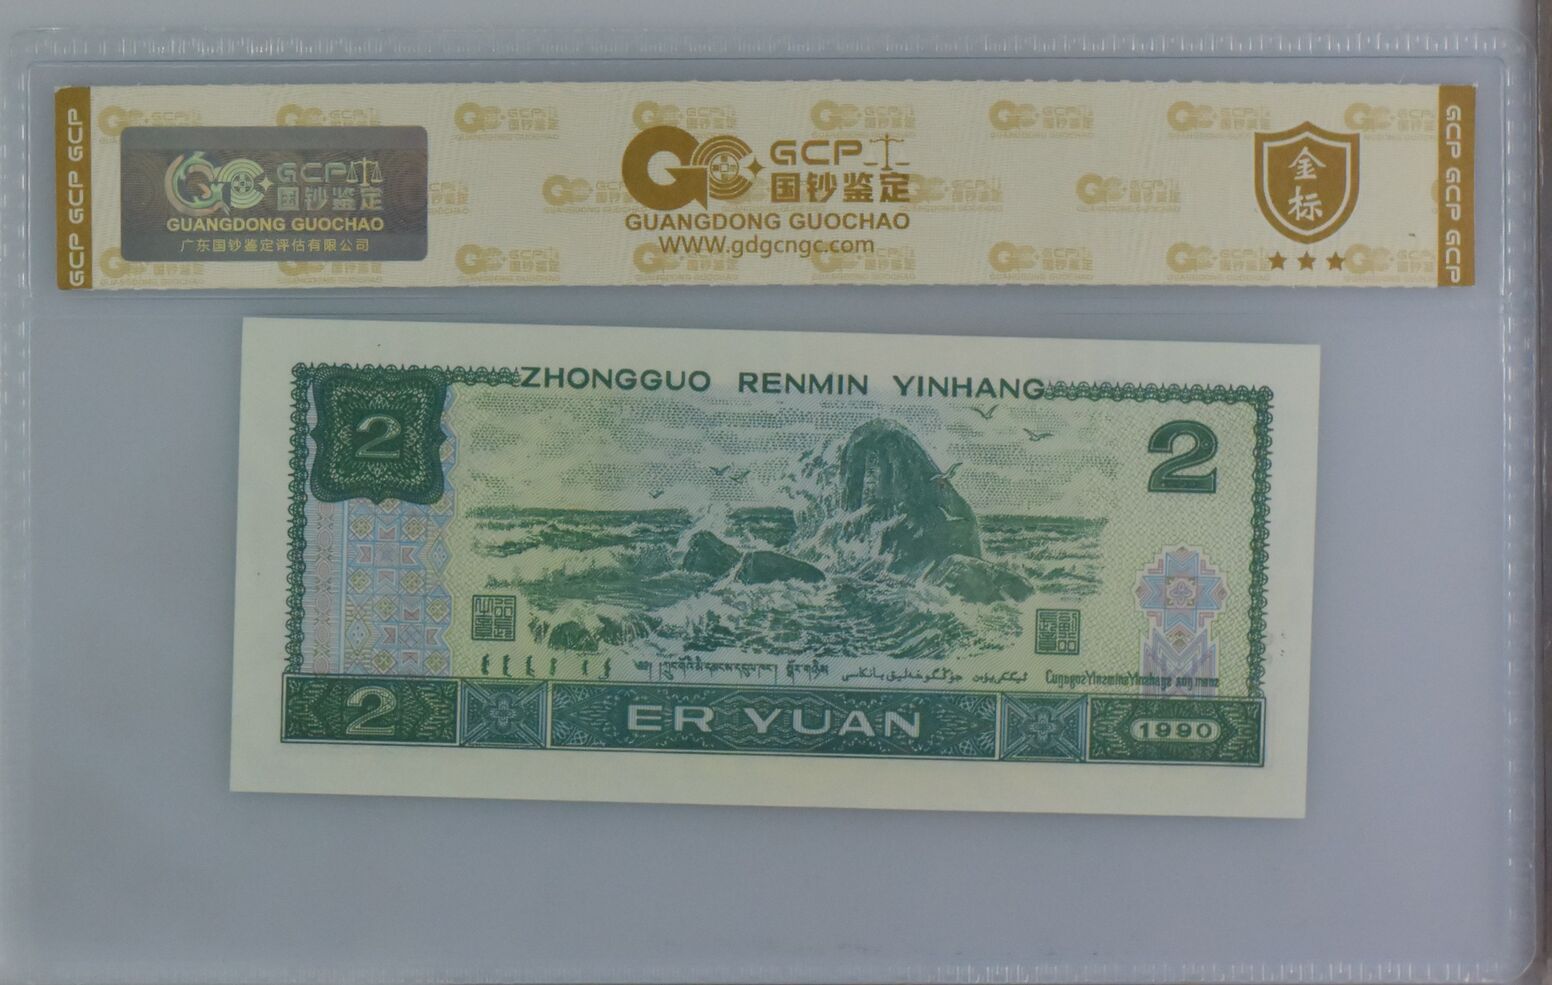 GCP GCP GCP
GCP
国钞鉴定
GUANGDONG GUOCHAO
广东国钞鉴定评估有限公司
GCP
国钞鉴定
GUANGDONG GUOCHAO
WWW.gdgcngc.com
金
标
GCP GCP GCP
ZHONGGUO RENMIN YINHANG
2
2
2
ER YUAN
1990